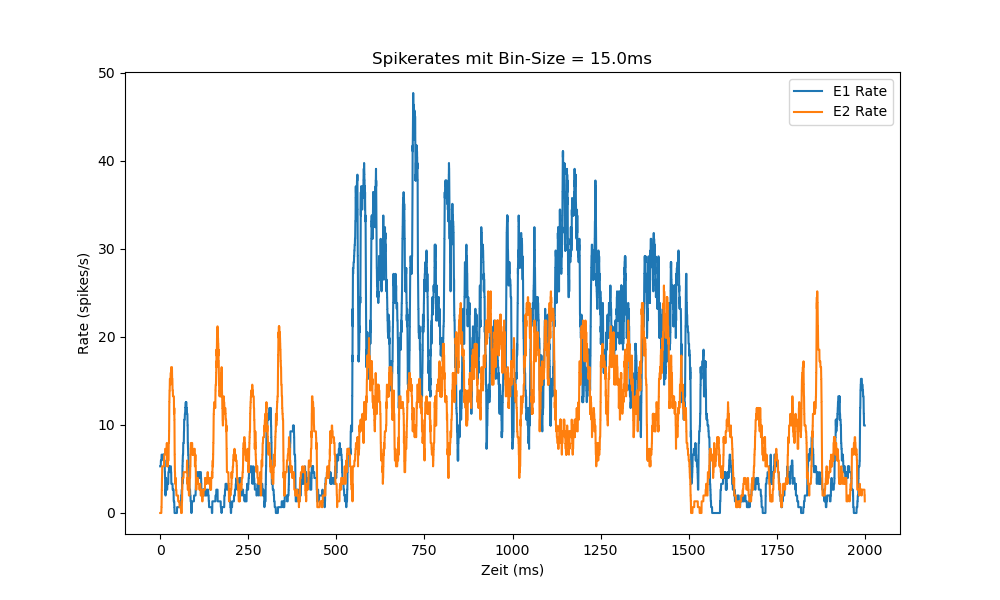 Spikerates mit Bin-Size = 15.0ms
E1 Rate
E2 Rate
Rate (spikes/s)
50
40
30
20
10
0
0 250 500 750 1000 1250 1500 1750 2000
Zeit (ms)